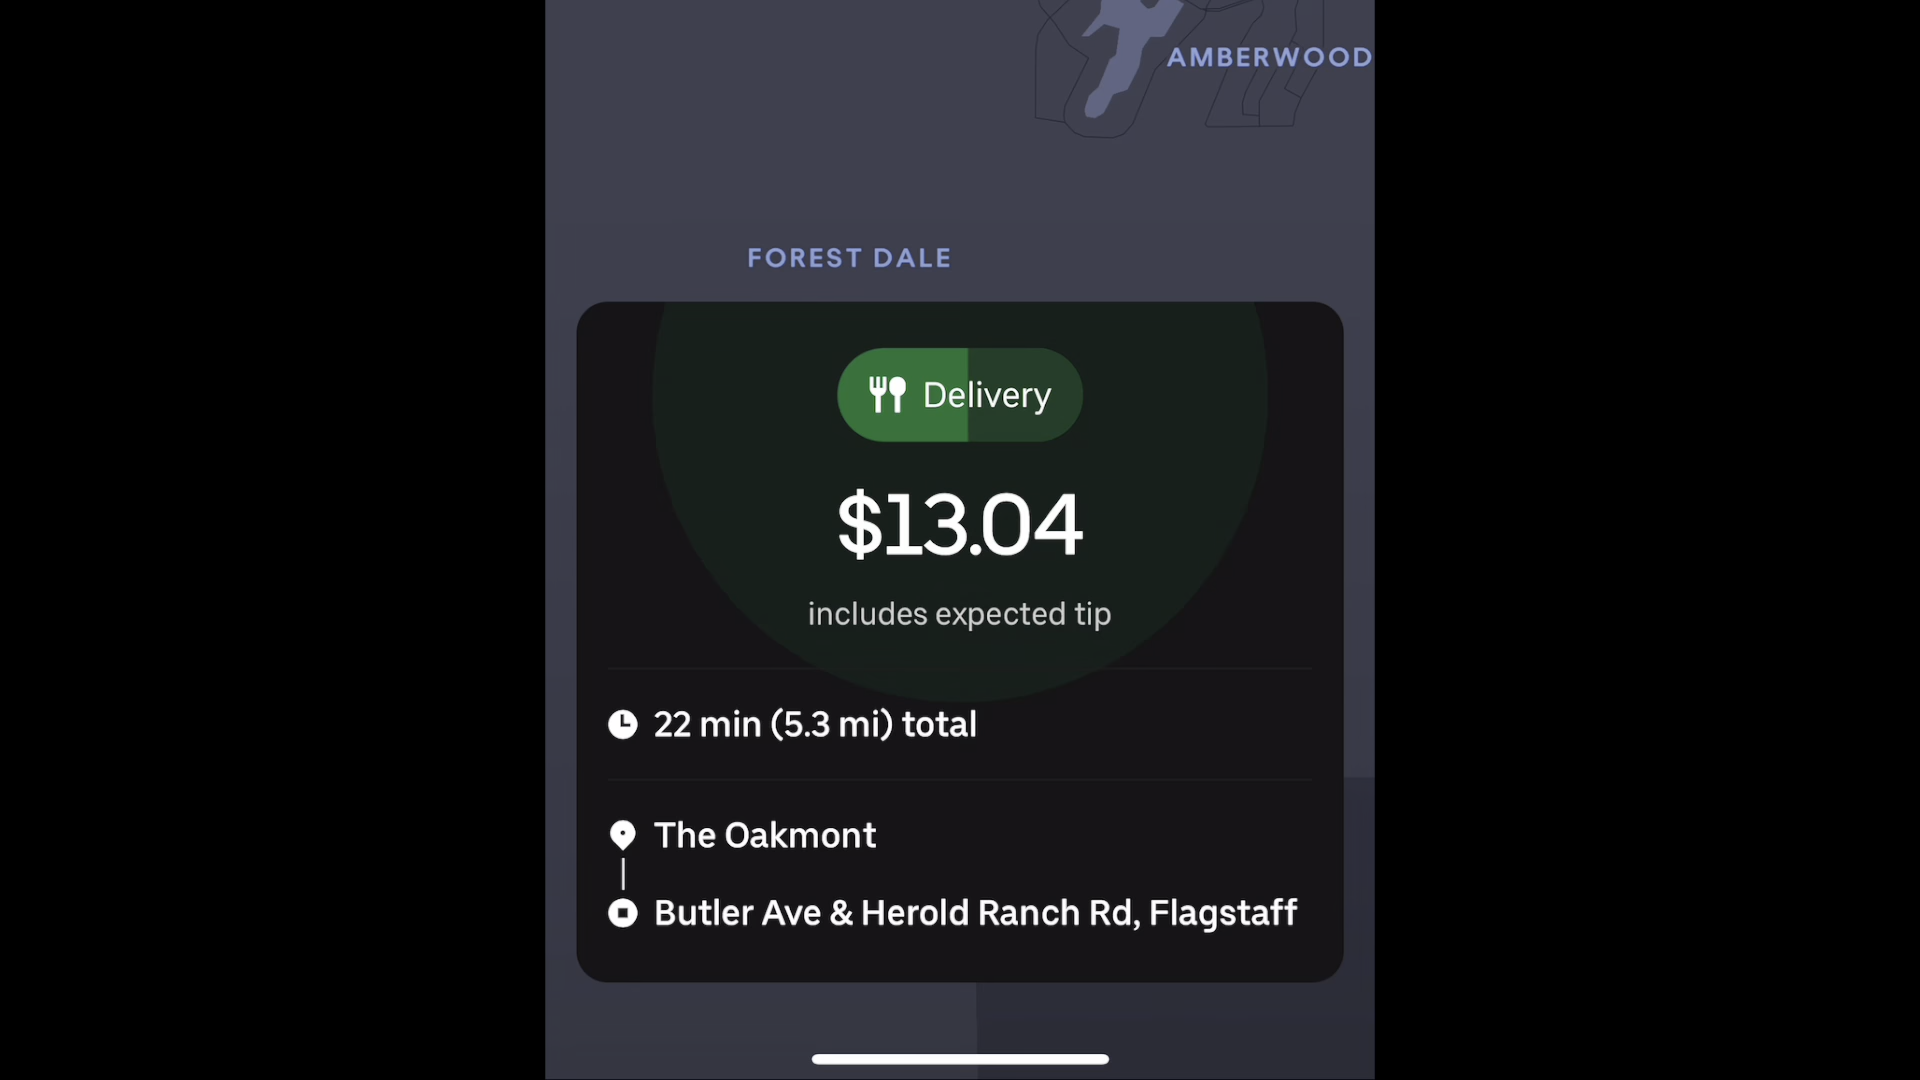 AMBERWOOD
FOREST DALE
Delivery
$13.04
includes expected tip
22 min (5.3 mi) total
The Oakmont
Butler Ave & Herold Ranch Rd, Flagstaff